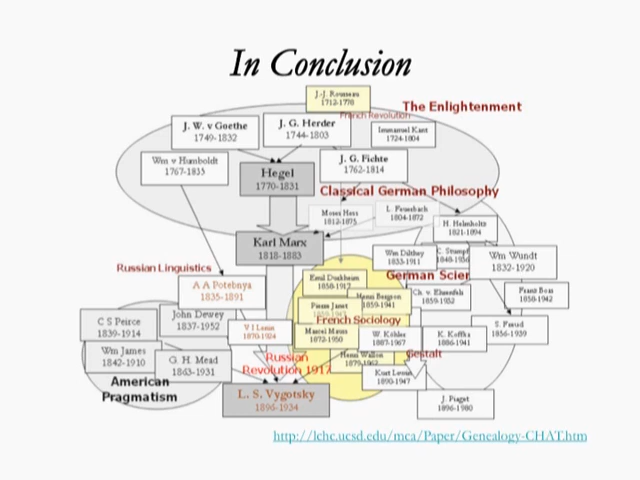 In Conclusion
J.-J. Rousseau
1712-1778
The Enlightenment
French Revolution
J. W. v Goethe
1749-1832
J. G. Herder
1744-1803
Immanuel Kant
1724-1804
Wm v Humboldt
1767-1835
Hegel
1770-1831
J. G. Fichte
1762-1814
Classical German Philosophy
Moses Hess
1812-1875
L. Feuerbach
1804-1872
H. Helmholtz
1821-1894
Karl Marx
1818-1883
Wm Dilthey
1833-1911
C. Stumpf
Wm Wundt
1832-1920
Russian Linguistics
German Scien
A A Potebnya
1835-1891
Emil Durkheim
1858-1917
Henri Bergson
1859-1941
Ch. v. Ehrenfels
1859-1932
Franz Boas
1858-1942
Pierre Janet
French Sociology
C S Peirce
1839-1914
John Dewey
1837-1952
V I Lenin
1870-1924
Marcel Mauss
1872-1950
W. Köhler
1887-1967
K. Koffka
1886-1941
S. Freud
1856-1939
Wm James
1842-1910
G. H. Mead
1863-1931
Russian
Revolution 1917
Henri Wallon
1879-1962
Gestalt
Kurt Lewin
1890-1947
American
Pragmatism
L. S. Vygotsky
1896-1934
J. Piaget
1896-1980
http://lchc.ucsd.edu/mca/Paper/Genealogy-CHAT.htm